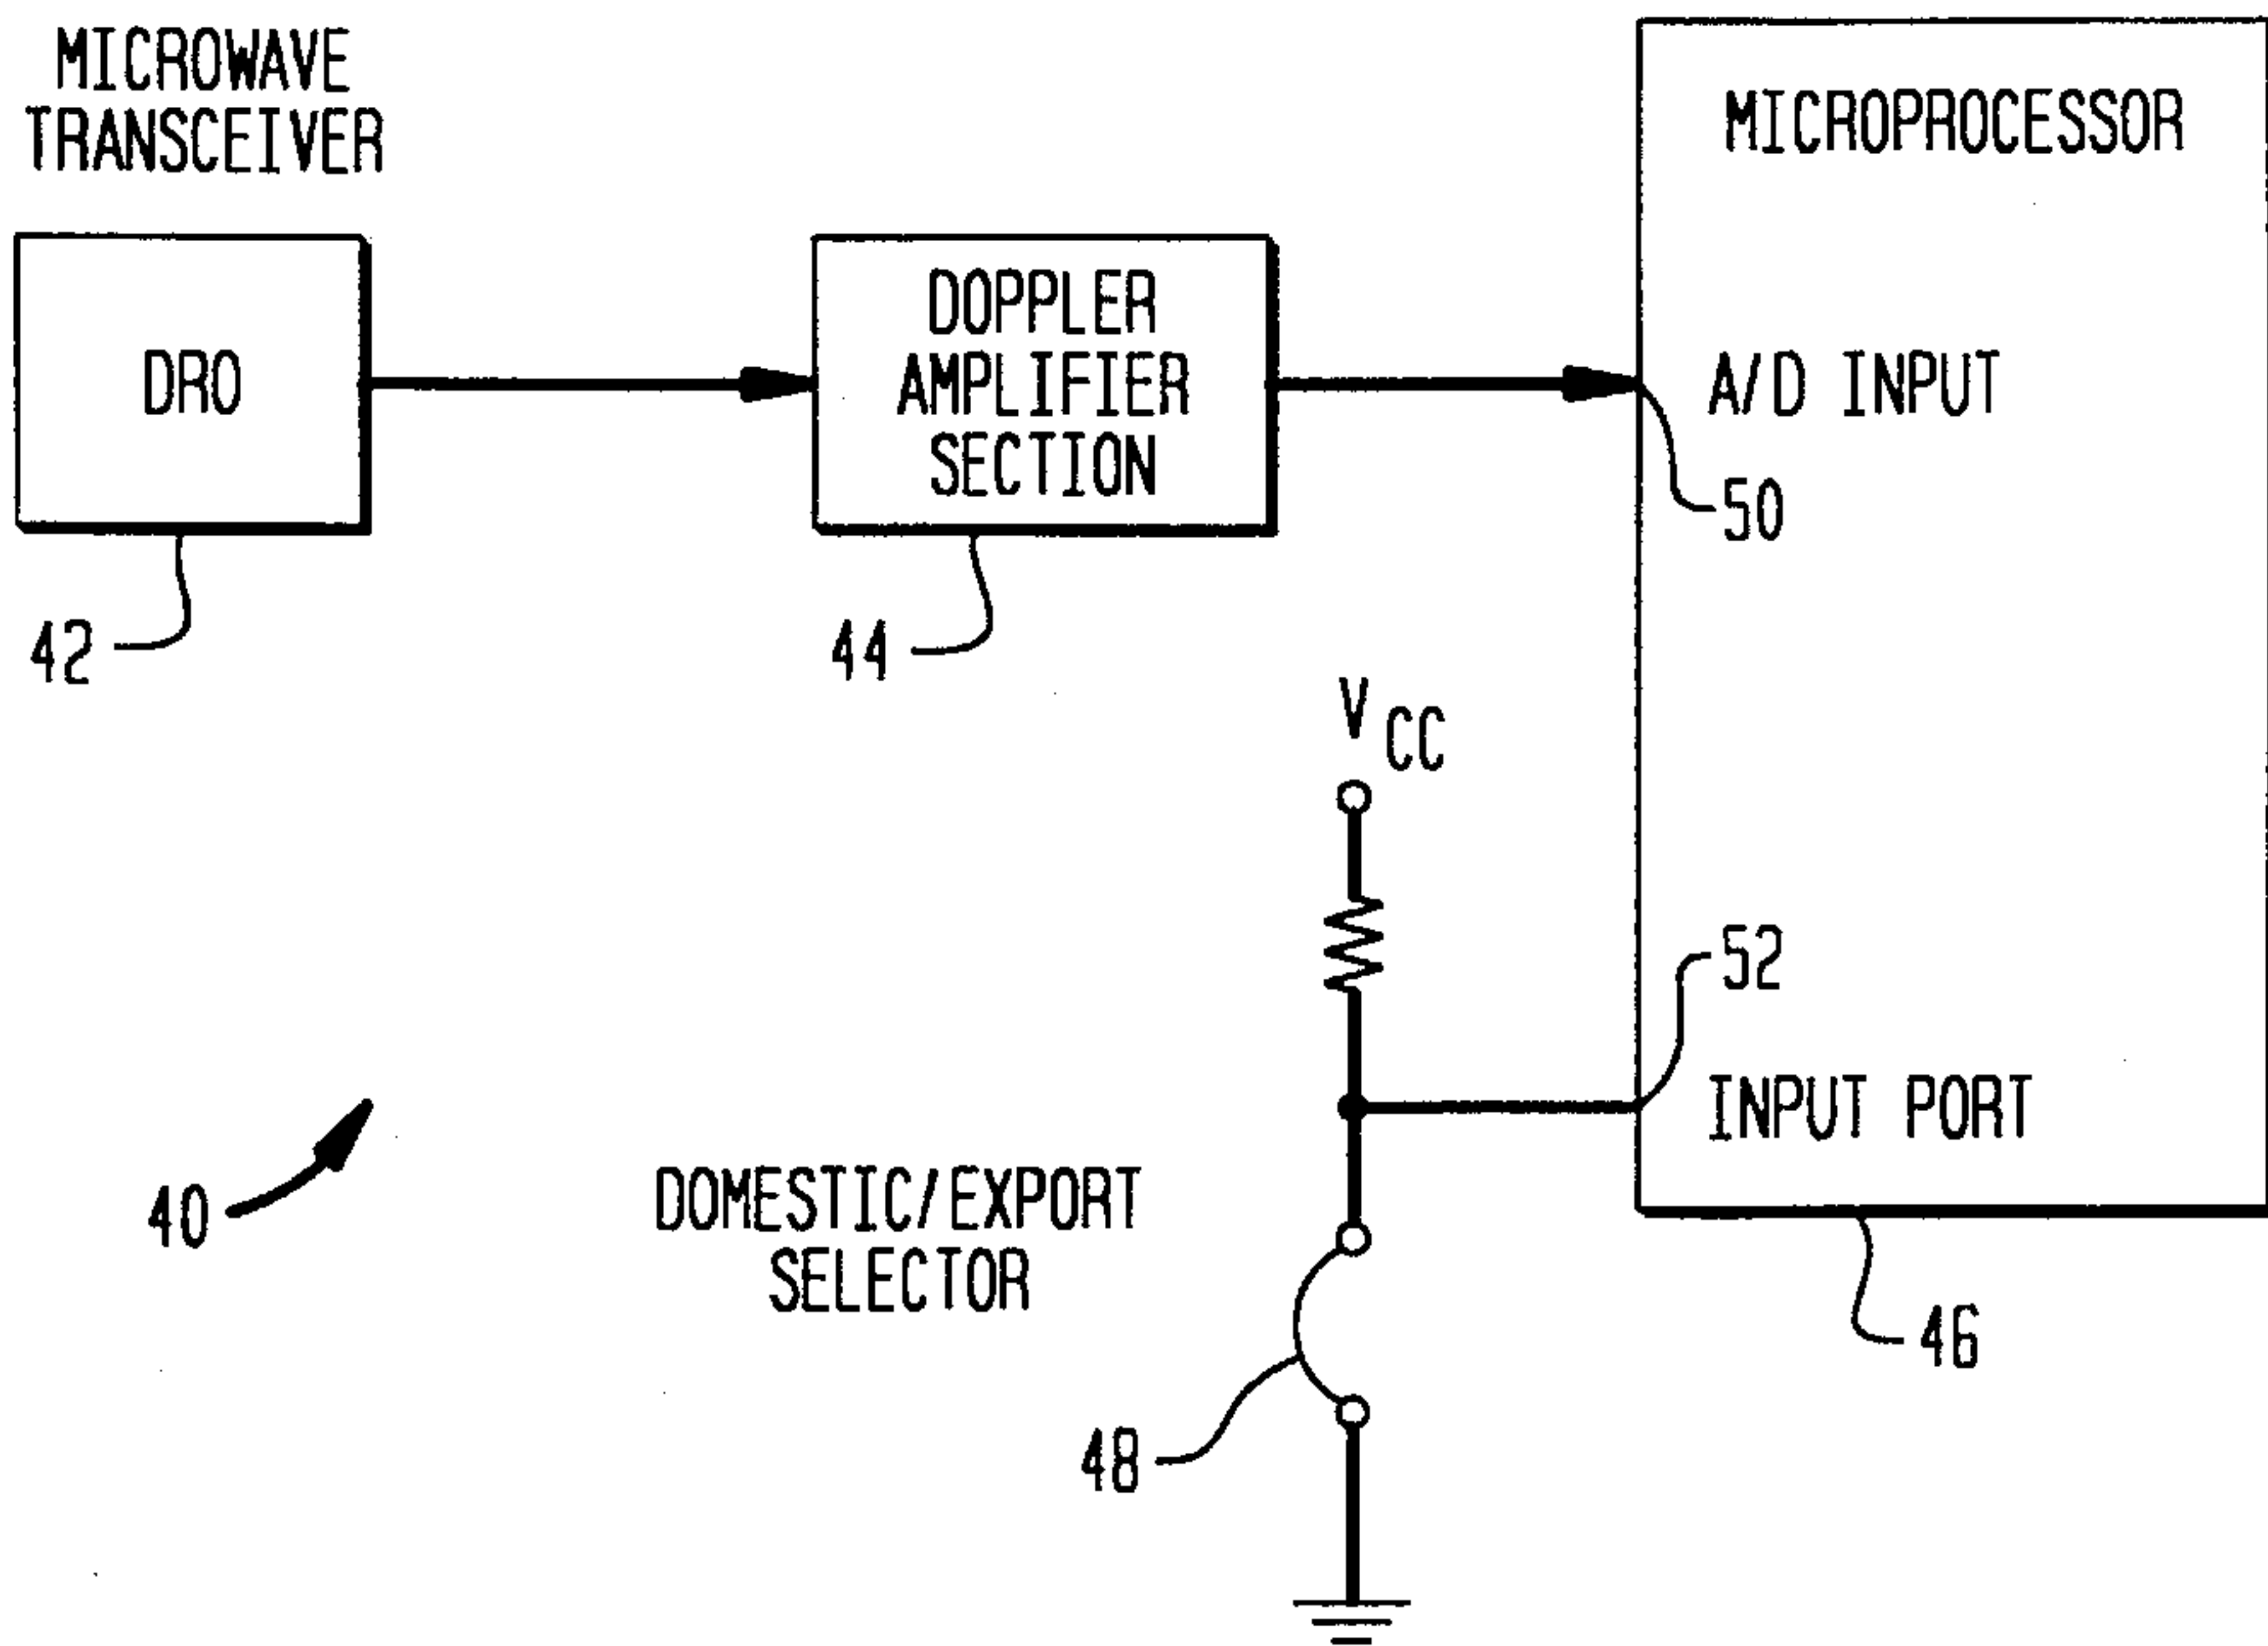 MICROWAVE
TRANSCEIVER
DRO
42
DOPPLER
AMPLIFIER
SECTION
44
MICROPROCESSOR
A/D INPUT
50
VCC
52
INPUT PORT
46
40
DOMESTIC/EXPORT
SELECTOR
48